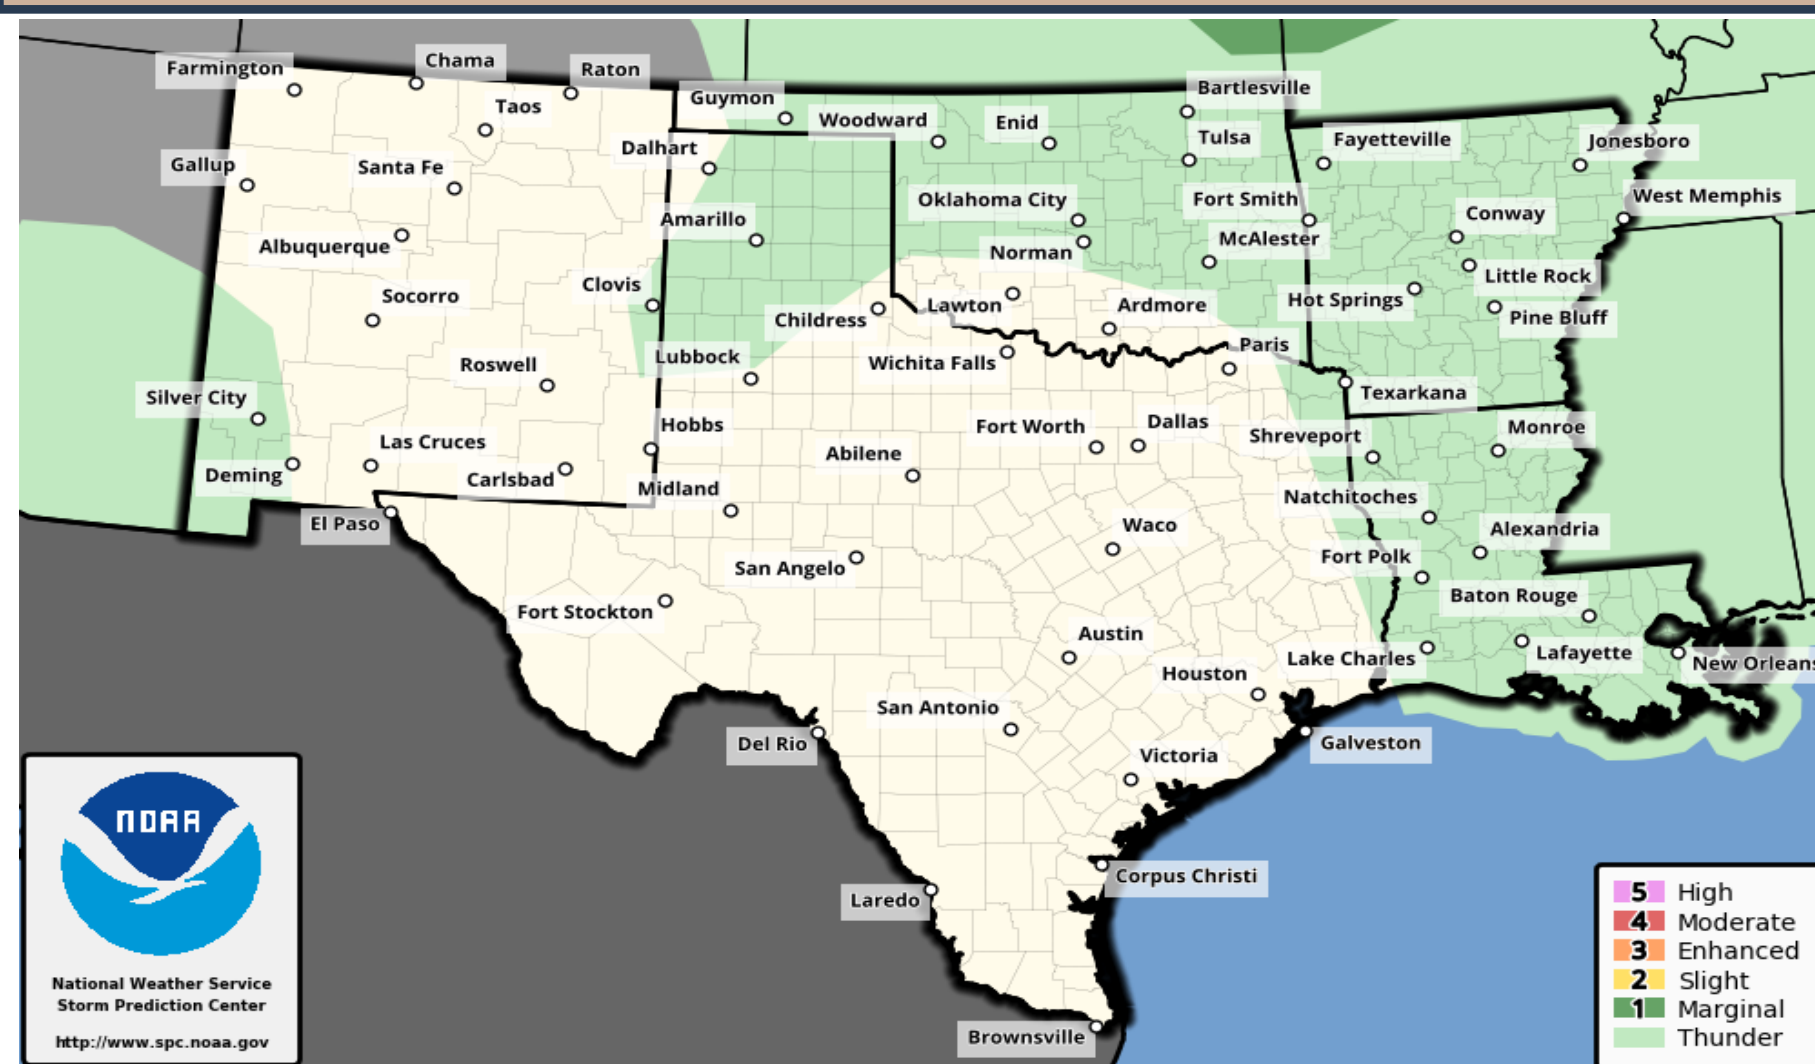 Farmington
Chama
Raton
Taos
Guymon
Woodward
Enid
Bartlesville
Tulsa
Fayetteville
Jonesboro
Dalhart
Gallup
Santa Fe
Oklahoma City
Fort Smith
West Memphis
Conway
Amarillo
Albuquerque
Norman
McAlester
Clovis
Socorro
Little Rock
Hot Springs
Lawton
Ardmore
Childress
Pine Bluff
Paris
Lubbock
Wichita Falls
Roswell
Silver City
Texarkana
Hobbs
Fort Worth
Dallas
Shreveport
Monroe
Las Cruces
Abilene
Deming
Carlsbad
Midland
Natchitoches
El Paso
Waco
Alexandria
San Angelo
Fort Polk
Fort Stockton
Baton Rouge
Austin
Lake Charles
Lafayette
New Orleans
Houston
San Antonio
Del Rio
Galveston
Victoria
Corpus Christi
Laredo
Brownsville
NOAA
National Weather Service
Storm Prediction Center
http://www.spc.noaa.gov
5 High
4 Moderate
3 Enhanced
2 Slight
1 Marginal
Thunder